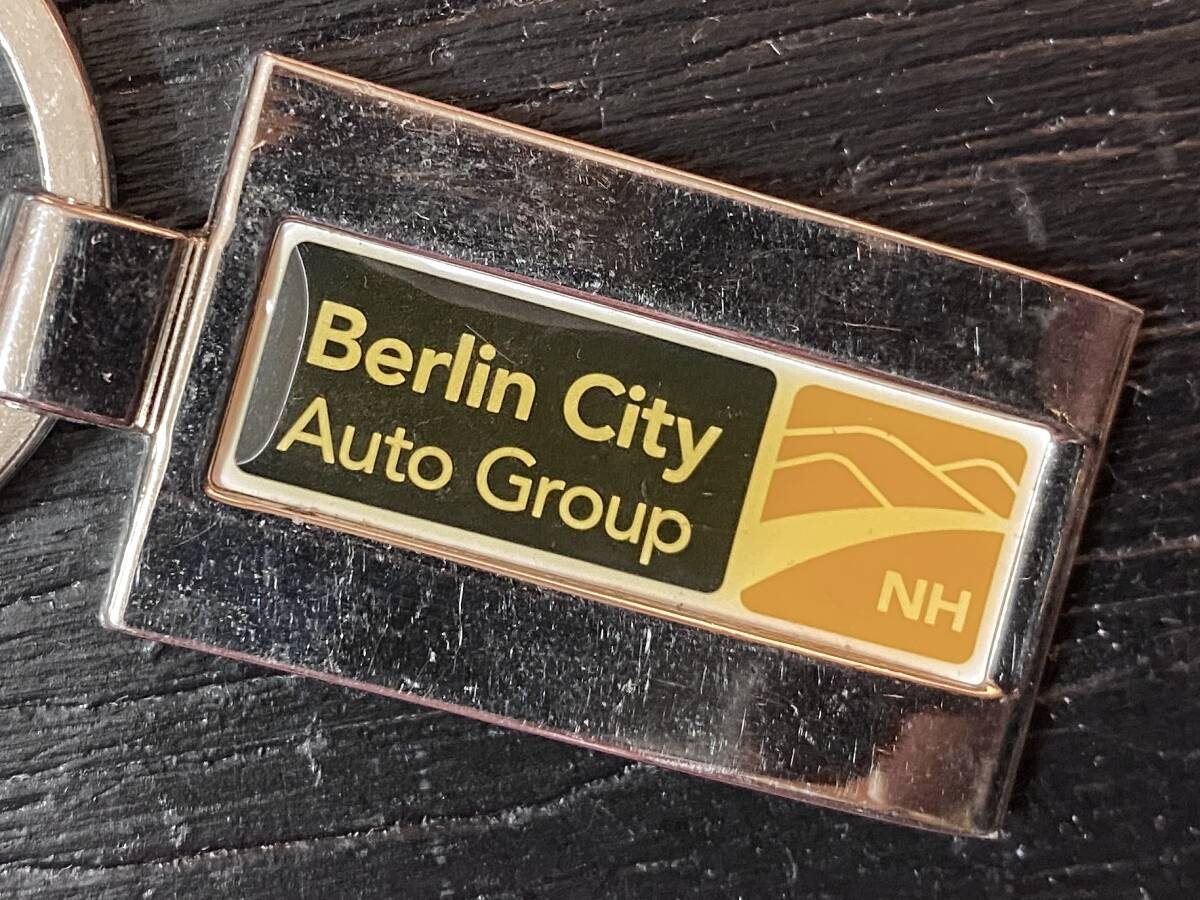 Berlin City
Auto Group
NH